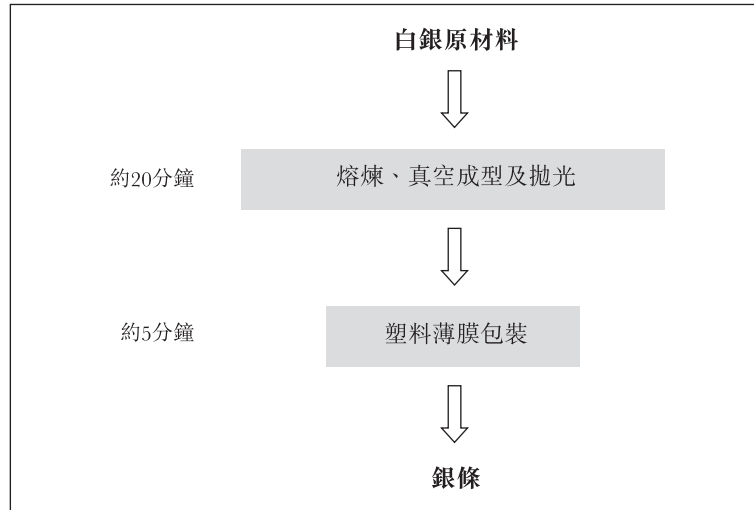 白銀原材料
約20分鐘
熔煉、真空成型及拋光
約5分鐘
塑料薄膜包裝
銀條